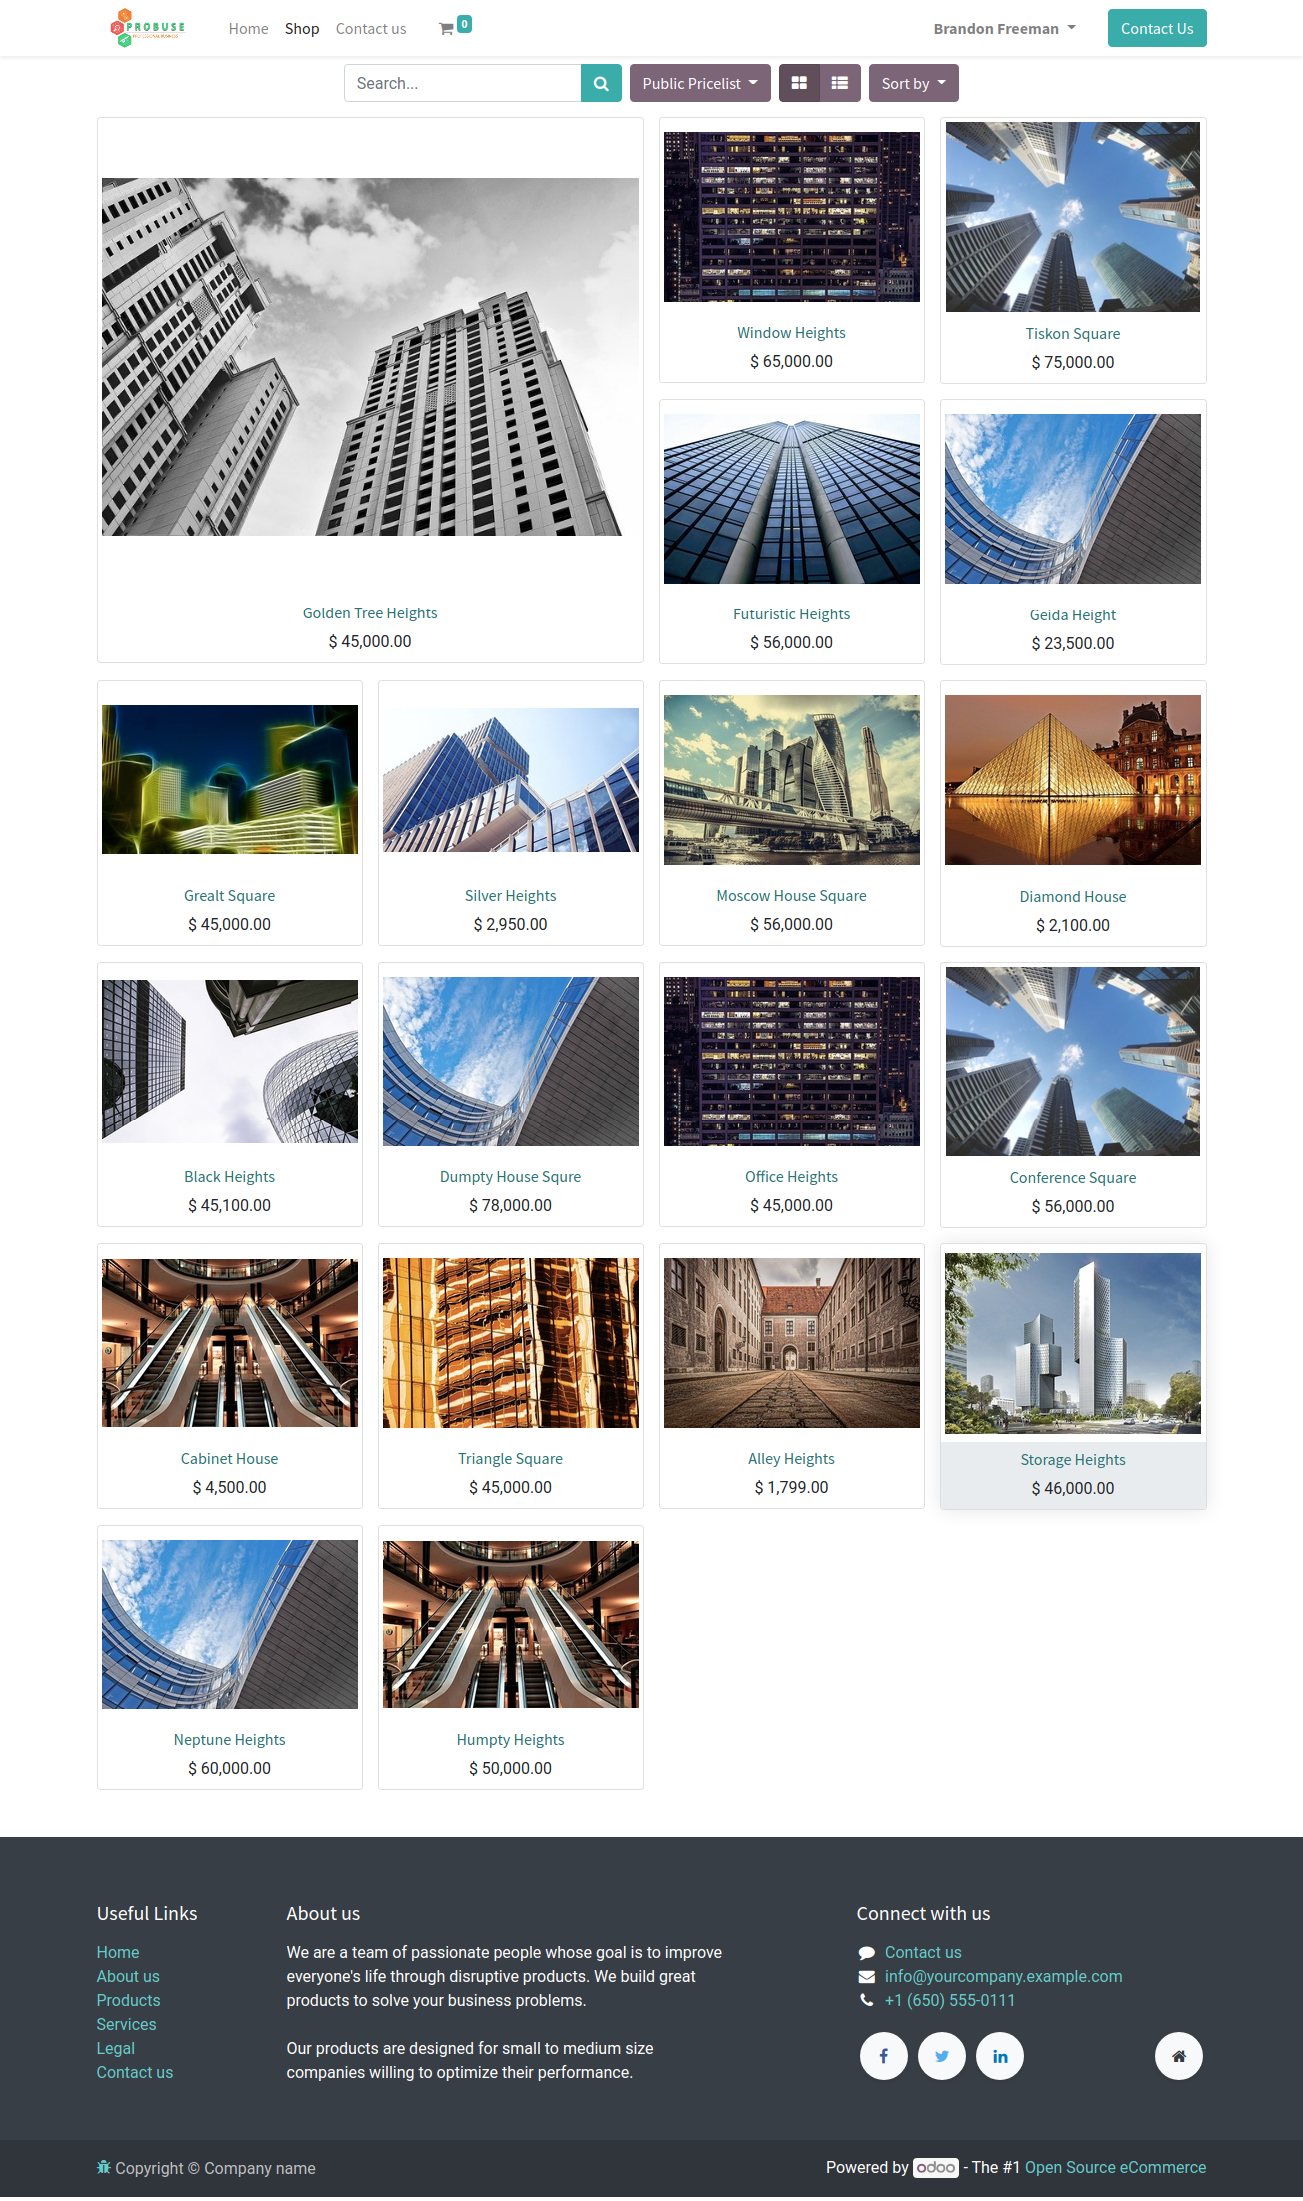 PROBUSE
Home Shop Contact us 0 Brandon Freeman Contact Us
Search... Public Pricelist Sort by
Window Heights
$ 65,000.00
Tiskon Square
$ 75,000.00
Golden Tree Heights
$ 45,000.00
Futuristic Heights
$ 56,000.00
Geida Height
$ 23,500.00
Grealt Square
$ 45,000.00
Silver Heights
$ 2,950.00
Moscow House Square
$ 56,000.00
Diamond House
$ 2,100.00
Black Heights
$ 45,100.00
Dumpty House Squre
$ 78,000.00
Office Heights
$ 45,000.00
Conference Square
$ 56,000.00
Cabinet House
$ 4,500.00
Triangle Square
$ 45,000.00
Alley Heights
$ 1,799.00
Storage Heights
$ 46,000.00
Neptune Heights
$ 60,000.00
Humpty Heights
$ 50,000.00
Useful Links
Home
About us
Products
Services
Legal
Contact us
About us
We are a team of passionate people whose goal is to improve
everyone's life through disruptive products. We build great
products to solve your business problems.
Our products are designed for small to medium size
companies willing to optimize their performance.
Connect with us
Contact us
info@yourcompany.example.com
+1 (650) 555-0111
Copyright © Company name
Powered by odoo - The #1 Open Source eCommerce